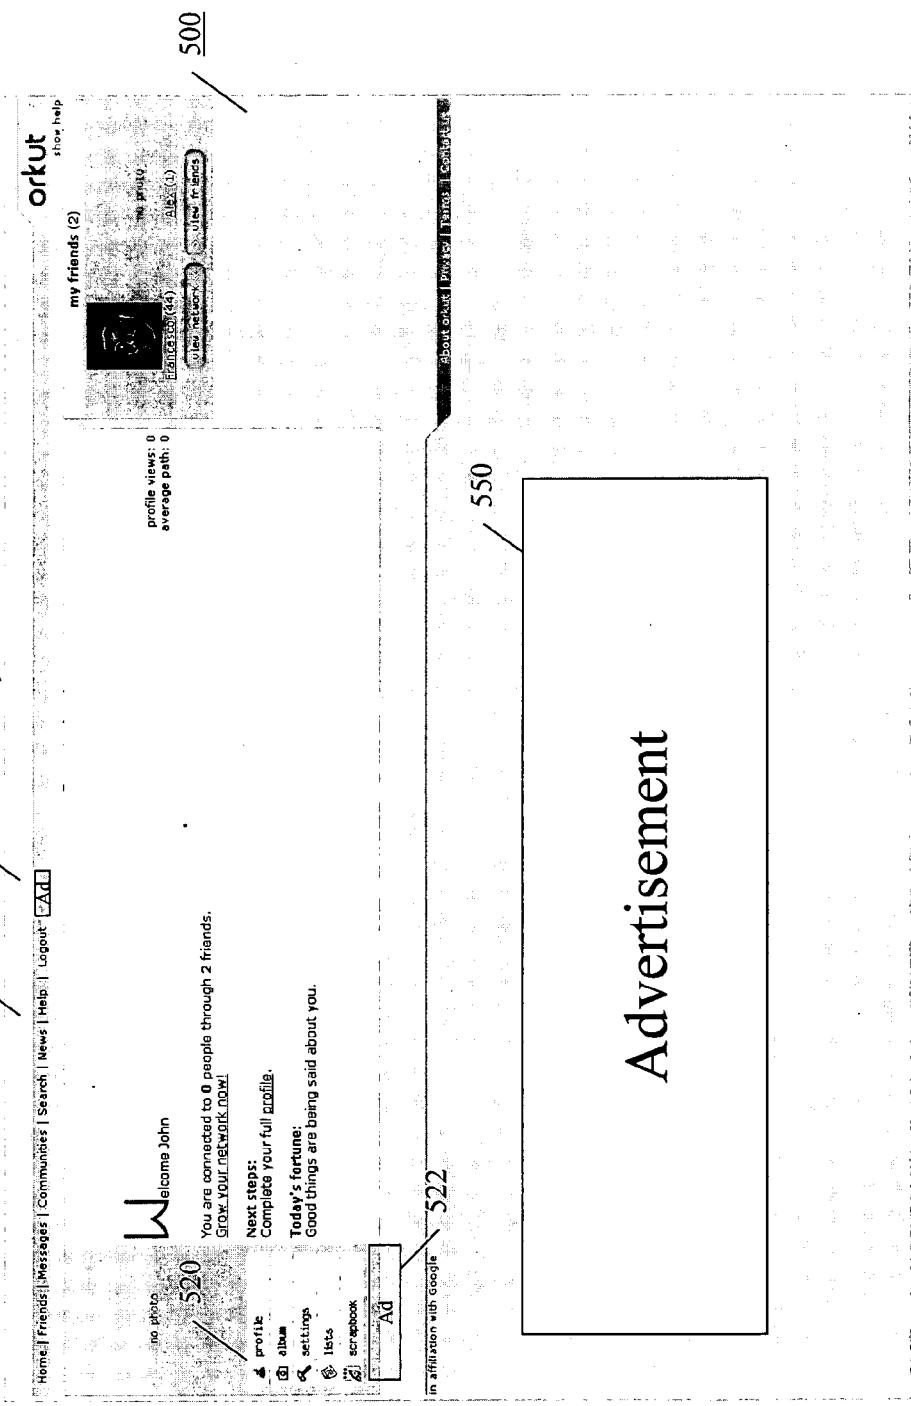 500
orkut
show help
Home | Friends | Messages | Communities | Search | News | Help | Logout Ad
my friends (2)
no photo
Francesco (44)
Alex (1)
view network
view friends
profile views: 0
average path: 0
no photo
Welcome John
You are connected to 0 people through 2 friends.
Grow your network now!
Next steps:
Complete your full profile.
Today's fortune:
Good things are being said about you.
520
profile
album
settings
lists
scrapbook
Ad
522
in affiliation with Google
About orkut | Privacy | Terms | Contact
550
Advertisement